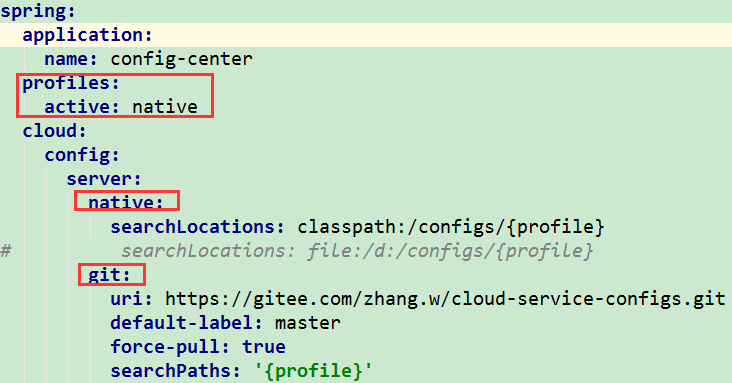 spring:
application:
name: config-center
profiles:
active: native
cloud:
config:
server:
native:
searchLocations: classpath:/configs/{profile}
# searchLocations: file:/d:/configs/{profile}
git:
uri: https://gitee.com/zhang.w/cloud-service-configs.git
default-label: master
force-pull: true
searchPaths: '{profile}'